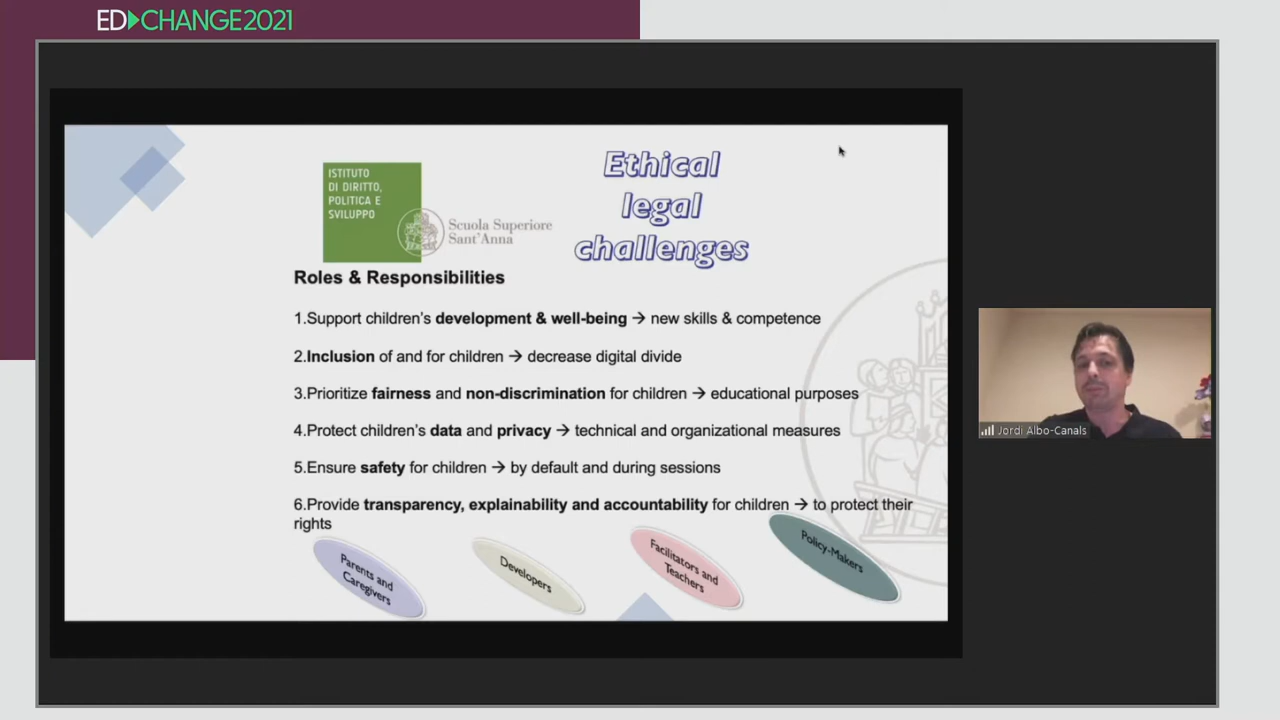 ED CHANGE2021
ISTITUTO
DI DIRITTO,
POLITICA E
SVILUPPO
Scuola Superiore
Sant'Anna
Ethical
legal
challenges
Roles & Responsibilities
1.Support children's development & well-being → new skills & competence
2.Inclusion of and for children → decrease digital divide
3.Prioritize fairness and non-discrimination for children → educational purposes
4.Protect children's data and privacy → technical and organizational measures
5.Ensure safety for children → by default and during sessions
6.Provide transparency, explainability and accountability for children → to protect their
rights
Parents and
Caregivers
Developers
Facilitators and
Teachers
Policy-Makers
Jordi Albo-Canals